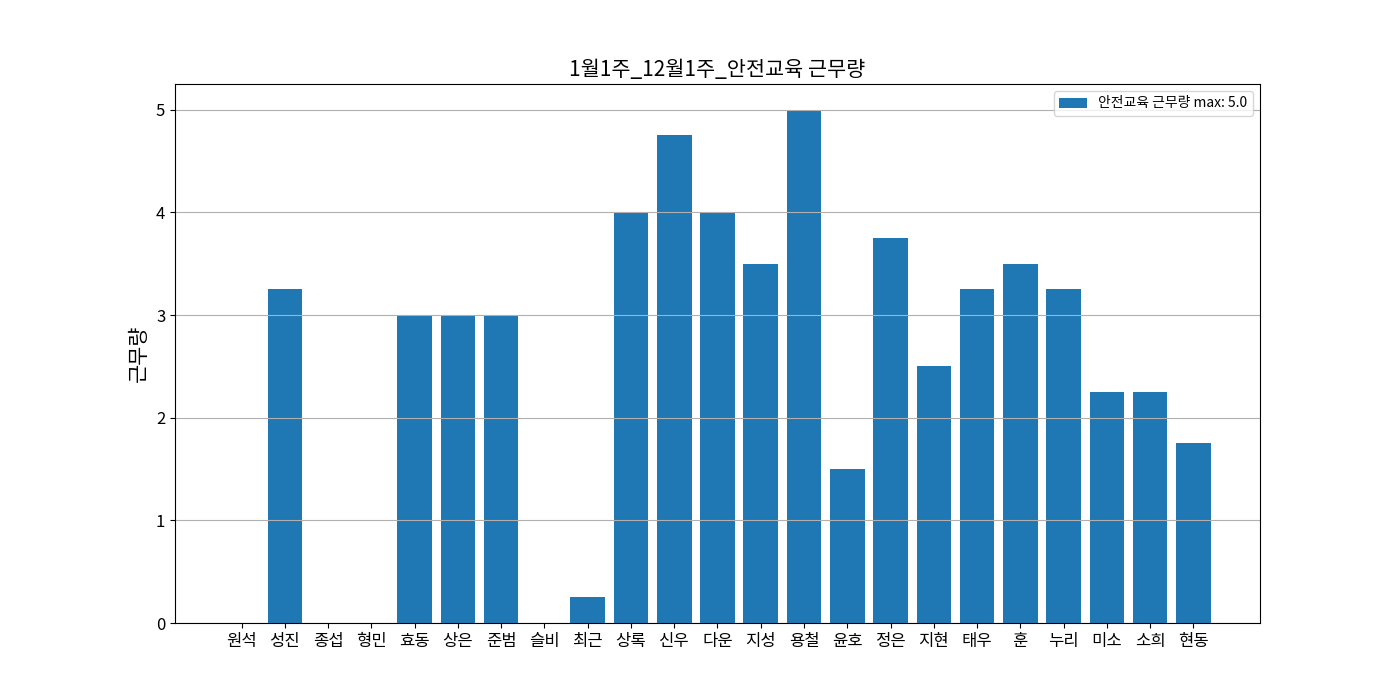 1월1주_12월1주_안전교육 근무량
안전교육 근무량 max: 5.0
근무량
5
4
3
2
1
0
원석 성진 종섭 형민 효동 상은 준범 슬비 최근 상록 신우 다운 지성 용철 윤호 정은 지현 태우 훈 누리 미소 소희 현동